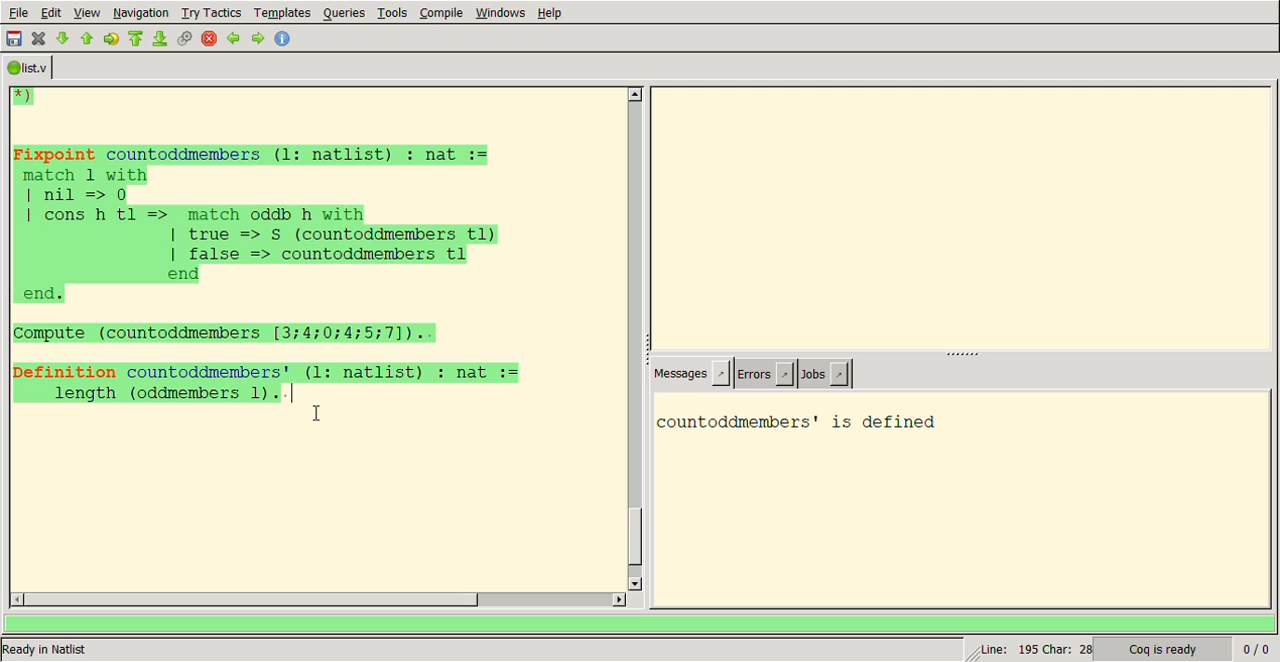 File Edit View Navigation Try Tactics Templates Queries Tools Compile Windows Help
list.v
*)
Fixpoint countoddmembers (l: natlist) : nat :=
match l with
| nil => 0
| cons h tl => match oddb h with
| true => S (countoddmembers tl)
| false => countoddmembers tl
end
end.
Compute (countoddmembers [3;4;0;4;5;7]).
Definition countoddmembers' (l: natlist) : nat :=
length (oddmembers l).
Messages Errors Jobs
countoddmembers' is defined
Ready in Natlist Line: 195 Char: 28 Coq is ready 0 / 0